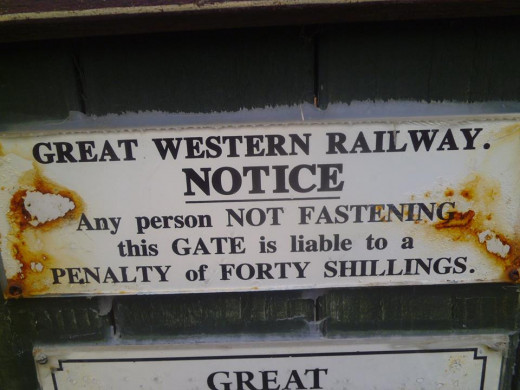 GREAT WESTERN RAILWAY.
NOTICE
Any person NOT FASTENING
this GATE is liable to a
PENALTY of FORTY SHILLINGS.
GREAT